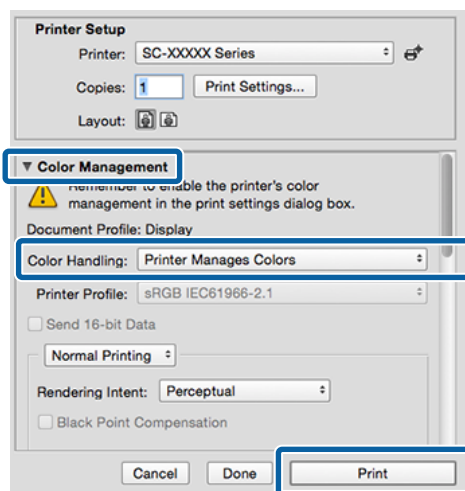 Printer Setup
Printer: SC-XXXXX Series
Copies: 1 Print Settings...
Layout:
▼ Color Management
Remember to enable the printer's color
management in the print settings dialog box.
Document Profile: Display
Color Handling: Printer Manages Colors
Printer Profile: sRGB IEC61966-2.1
Send 16-bit Data
Normal Printing
Rendering Intent: Perceptual
Black Point Compensation
Cancel Done Print